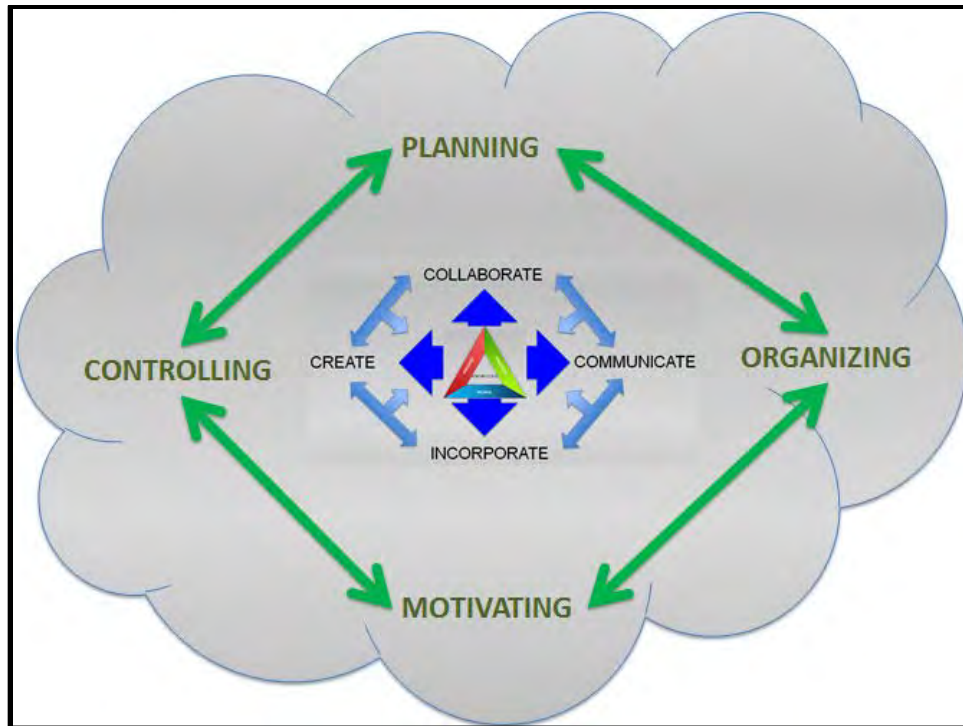 PLANNING
COLLABORATE
CONTROLLING
CREATE
COMMUNICATE
ORGANIZING
INCORPORATE
MOTIVATING